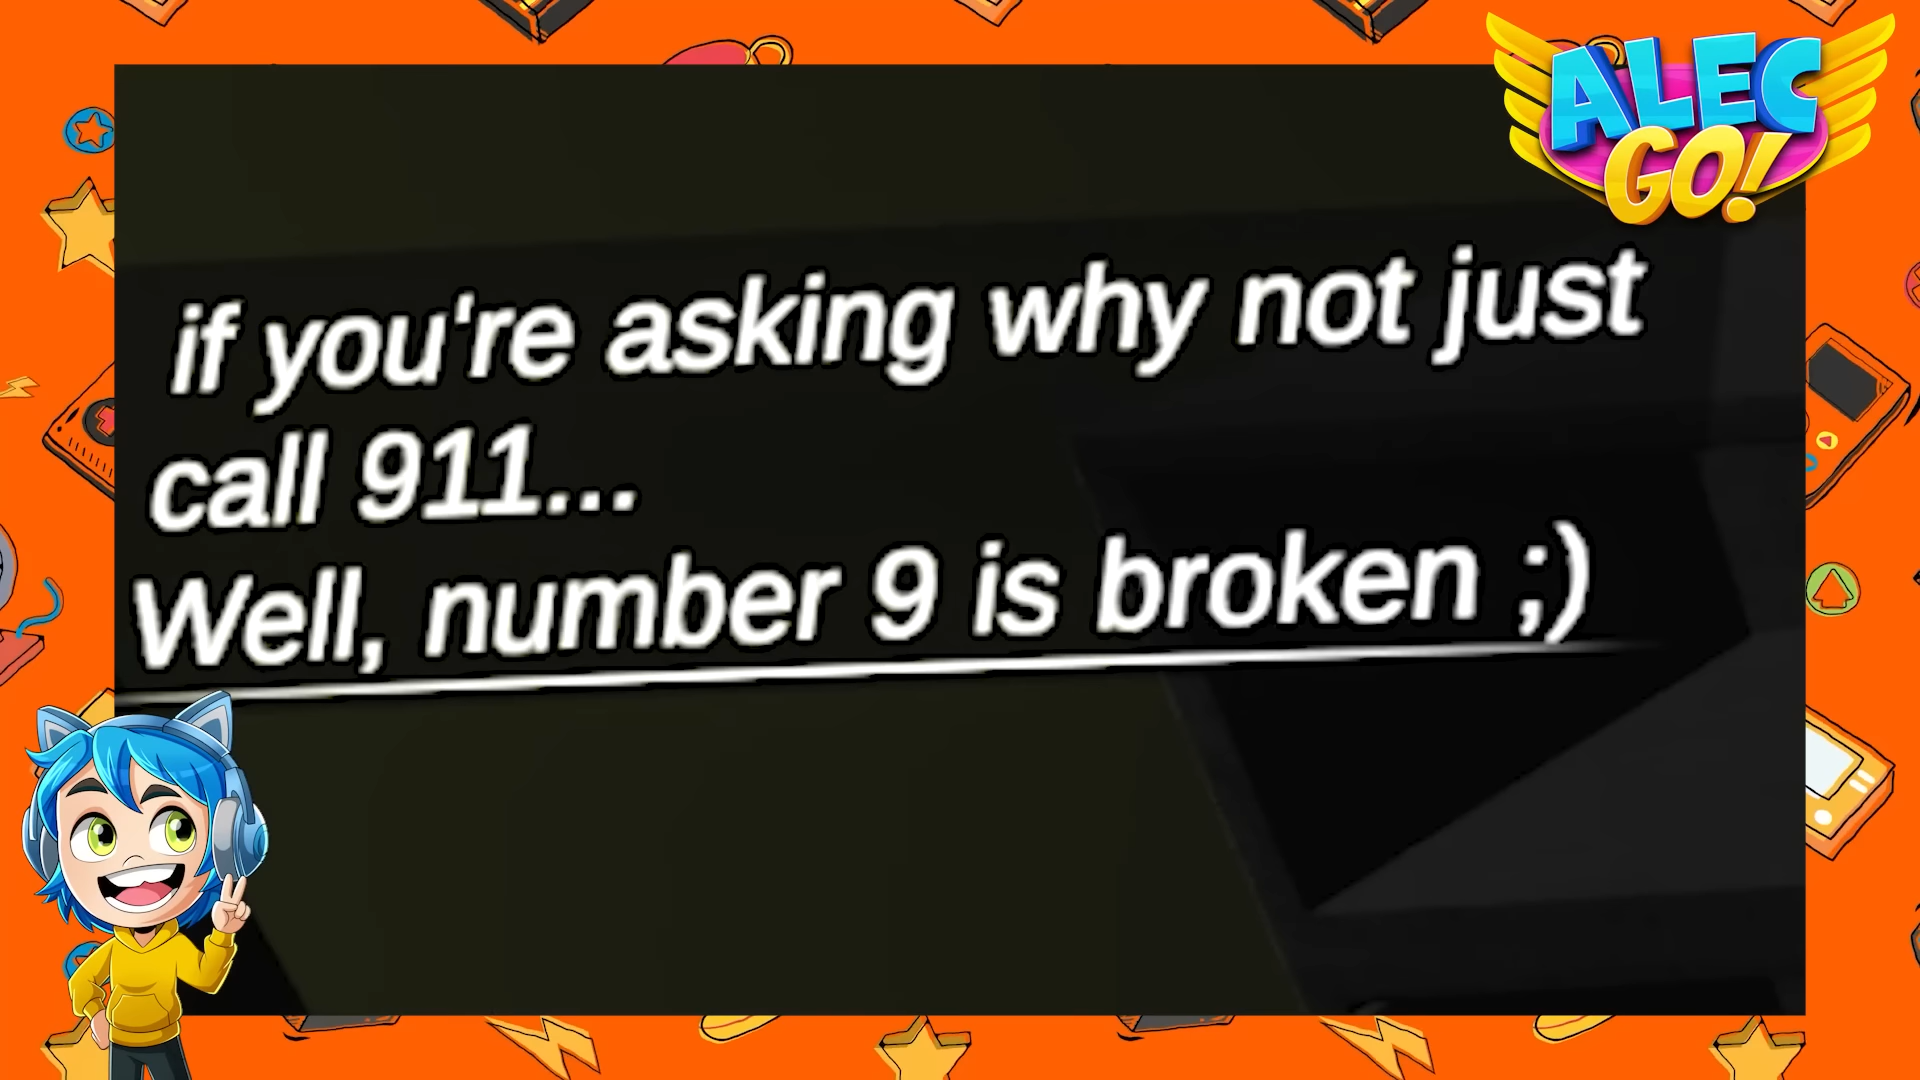 ALEC
GO!
if you're asking why not just
call 911...
Well, number 9 is broken ;)